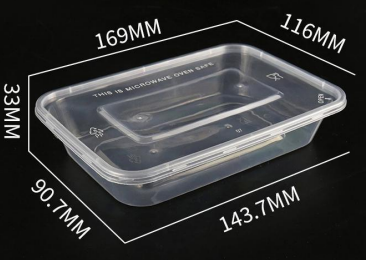 169MM
116MM
33MM
THIS IS MICROWAVE OVEN SAFE
90.7MM
143.7MM